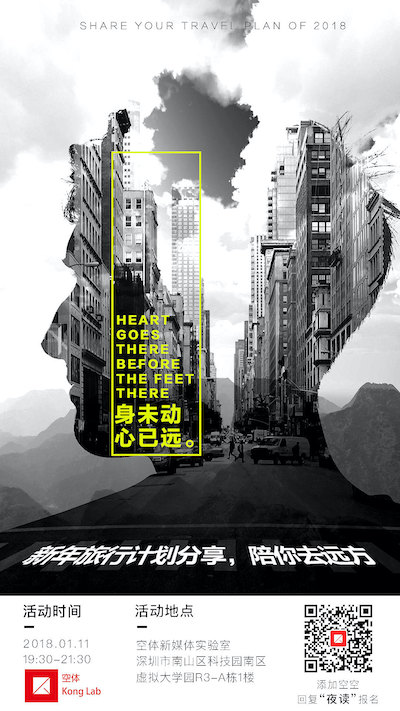 SHARE YOUR TRAVEL PLAN OF 2018
HEART
GOES
THERE
BEFORE
THE FEET
THERE
身未动
心已远。
新年旅行计划分享，陪你去远方
活动时间
2018.01.11
19:30-21:30
空体
Kong Lab
活动地点
空体新媒体实验室
深圳市南山区科技园南区
虚拟大学园R3-A栋1楼
添加空空
回复“夜读”报名